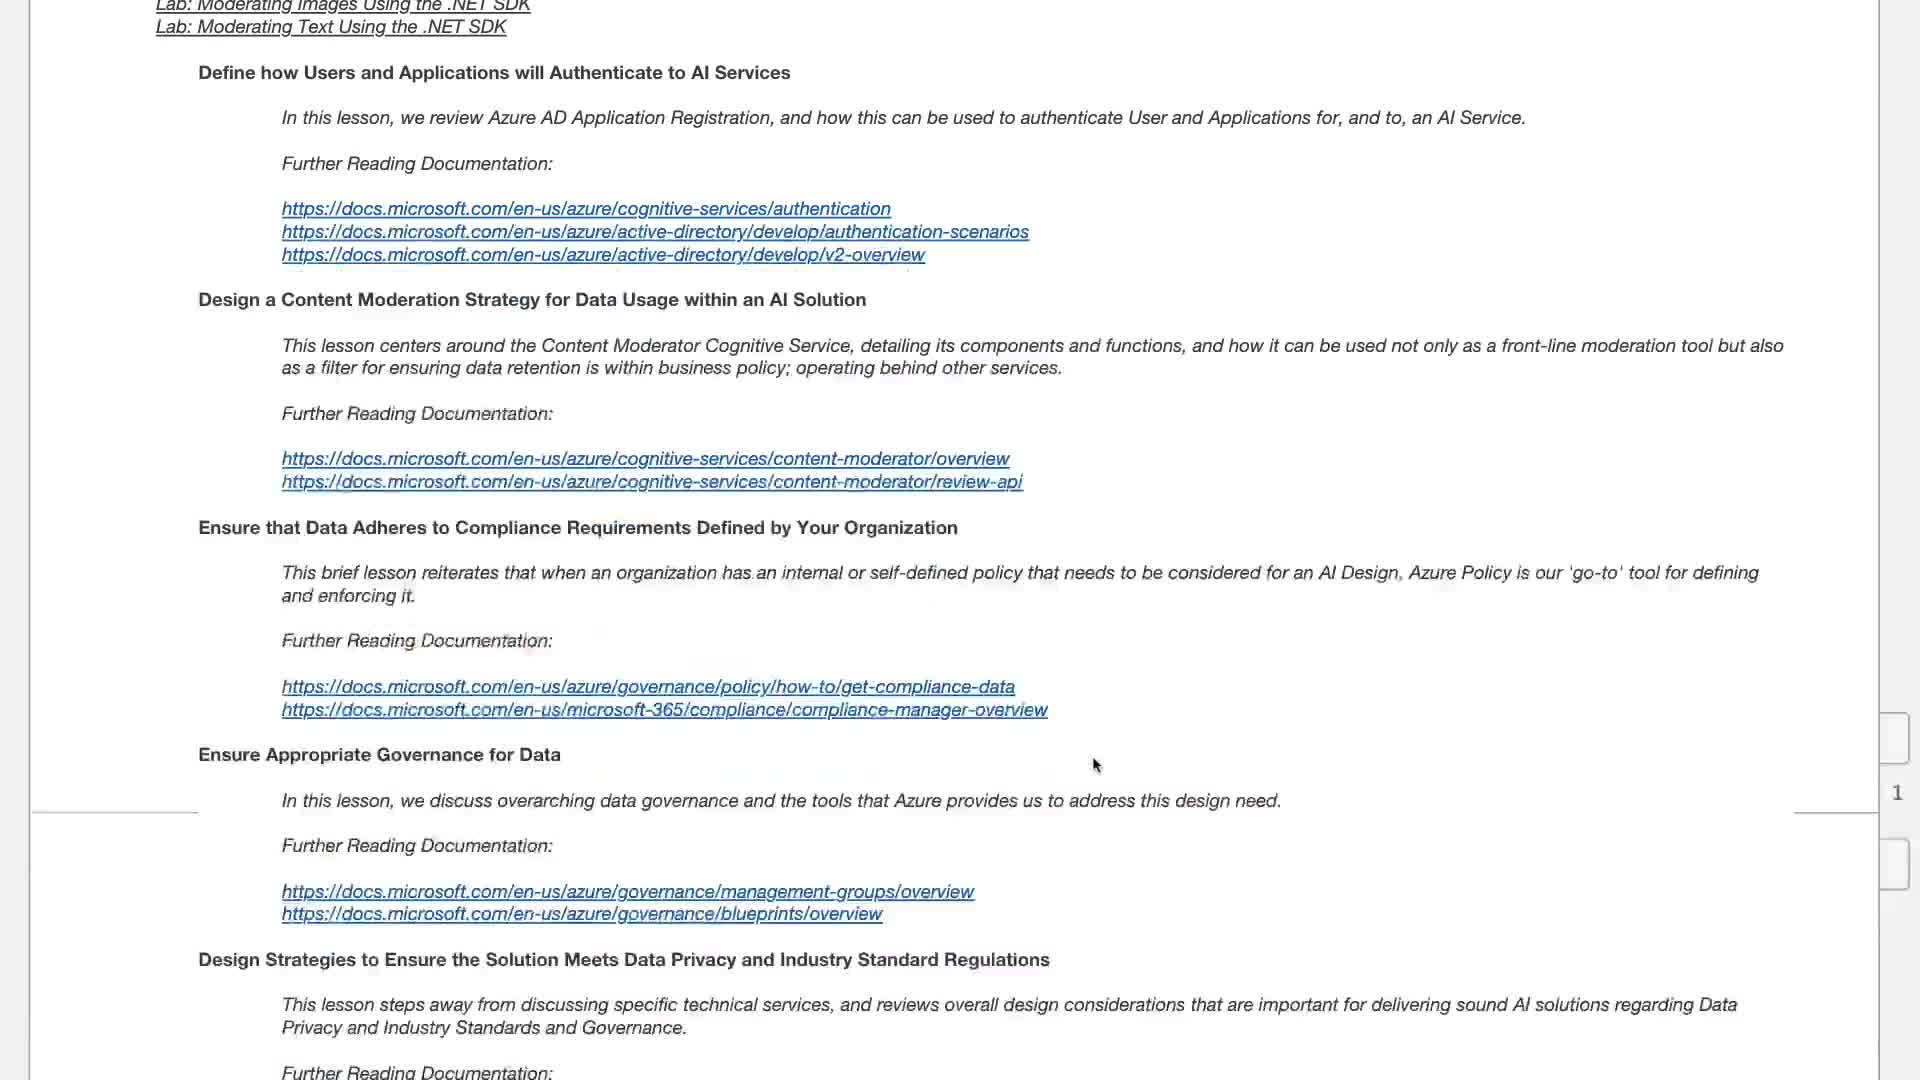 Lab: Moderating Images Using the .NET SDK
Lab: Moderating Text Using the .NET SDK
Define how Users and Applications will Authenticate to AI Services
In this lesson, we review Azure AD Application Registration, and how this can be used to authenticate User and Applications for, and to, an AI Service.
Further Reading Documentation:
https://docs.microsoft.com/en-us/azure/cognitive-services/authentication
https://docs.microsoft.com/en-us/azure/active-directory/develop/authentication-scenarios
https://docs.microsoft.com/en-us/azure/active-directory/develop/v2-overview
Design a Content Moderation Strategy for Data Usage within an AI Solution
This lesson centers around the Content Moderator Cognitive Service, detailing its components and functions, and how it can be used not only as a front-line moderation tool but also
as a filter for ensuring data retention is within business policy; operating behind other services.
Further Reading Documentation:
https://docs.microsoft.com/en-us/azure/cognitive-services/content-moderator/overview
https://docs.microsoft.com/en-us/azure/cognitive-services/content-moderator/review-api
Ensure that Data Adheres to Compliance Requirements Defined by Your Organization
This brief lesson reiterates that when an organization has an internal or self-defined policy that needs to be considered for an AI Design, Azure Policy is our 'go-to' tool for defining
and enforcing it.
Further Reading Documentation:
https://docs.microsoft.com/en-us/azure/governance/policy/how-to/get-compliance-data
https://docs.microsoft.com/en-us/microsoft-365/compliance/compliance-manager-overview
Ensure Appropriate Governance for Data
In this lesson, we discuss overarching data governance and the tools that Azure provides us to address this design need.
1
Further Reading Documentation:
https://docs.microsoft.com/en-us/azure/governance/management-groups/overview
https://docs.microsoft.com/en-us/azure/governance/blueprints/overview
Design Strategies to Ensure the Solution Meets Data Privacy and Industry Standard Regulations
This lesson steps away from discussing specific technical services, and reviews overall design considerations that are important for delivering sound AI solutions regarding Data
Privacy and Industry Standards and Governance.
Further Reading Documentation: